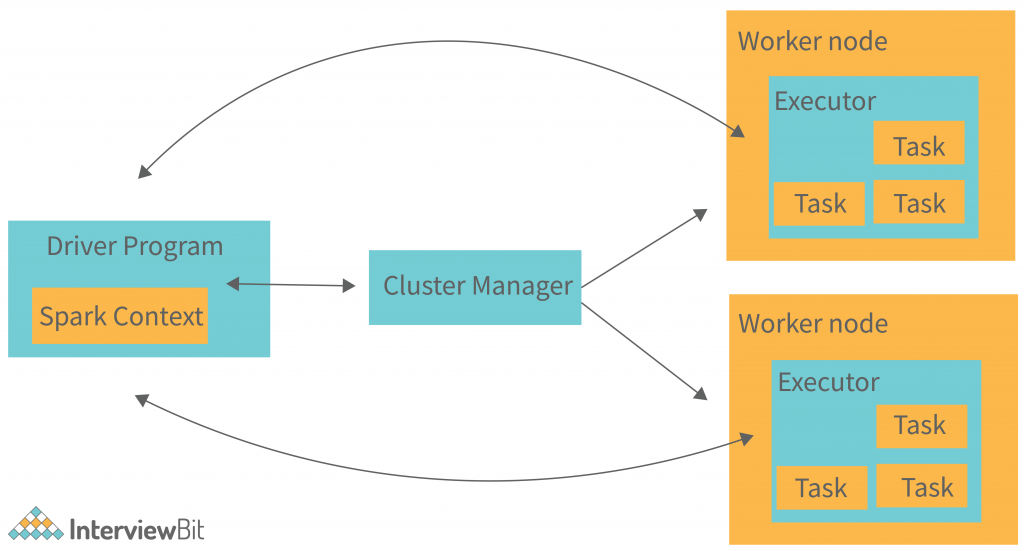 Worker node
Executor
Task
Task
Task
Driver Program
Spark Context
Cluster Manager
Worker node
Executor
Task
Task
Task
InterviewBit